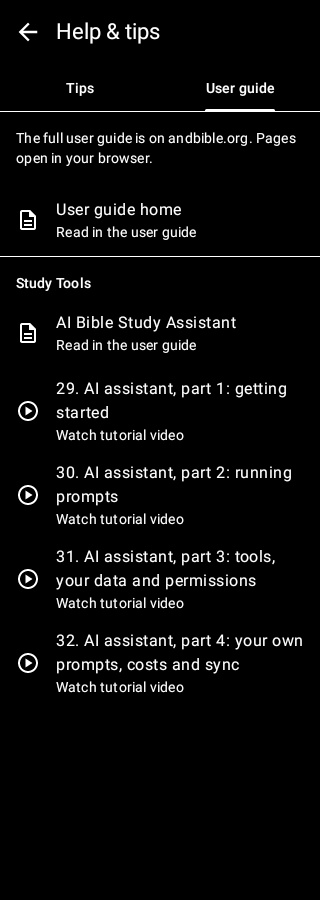 Help & tips
Tips
User guide
The full user guide is on andbible.org. Pages
open in your browser.
User guide home
Read in the user guide
Study Tools
AI Bible Study Assistant
Read in the user guide
29. AI assistant, part 1: getting
started
Watch tutorial video
30. AI assistant, part 2: running
prompts
Watch tutorial video
31. AI assistant, part 3: tools,
your data and permissions
Watch tutorial video
32. AI assistant, part 4: your own
prompts, costs and sync
Watch tutorial video